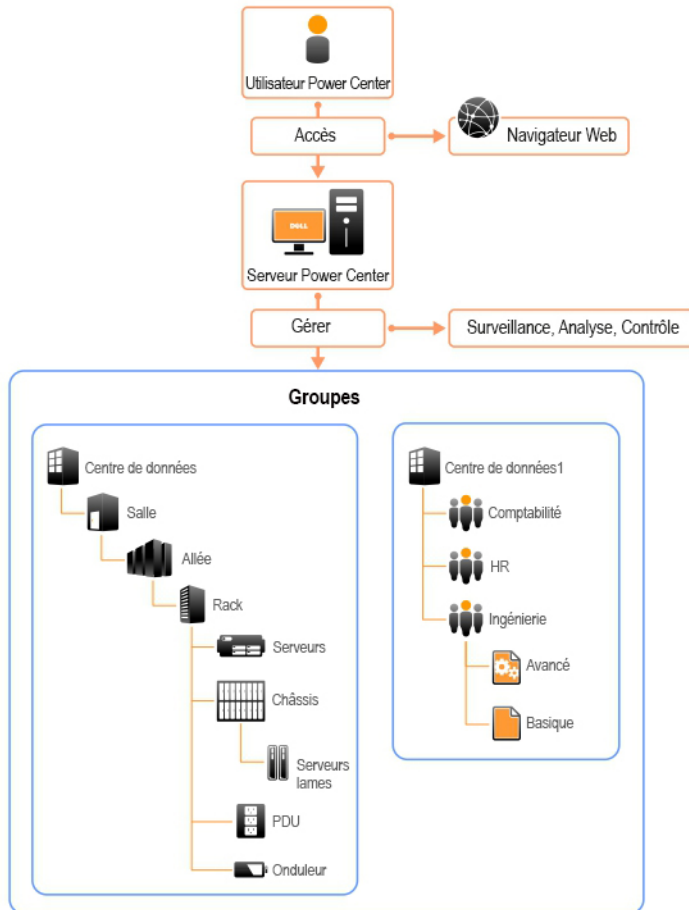 Utilisateur Power Center
Accès
Navigateur Web
DELL
Serveur Power Center
Gérer
Surveillance, Analyse, Contrôle
Groupes
Centre de données
Salle
Allée
Rack
Serveurs
Châssis
Serveurs
lames
PDU
Onduleur
Centre de données1
Comptabilité
HR
Ingénierie
Avancé
Basique